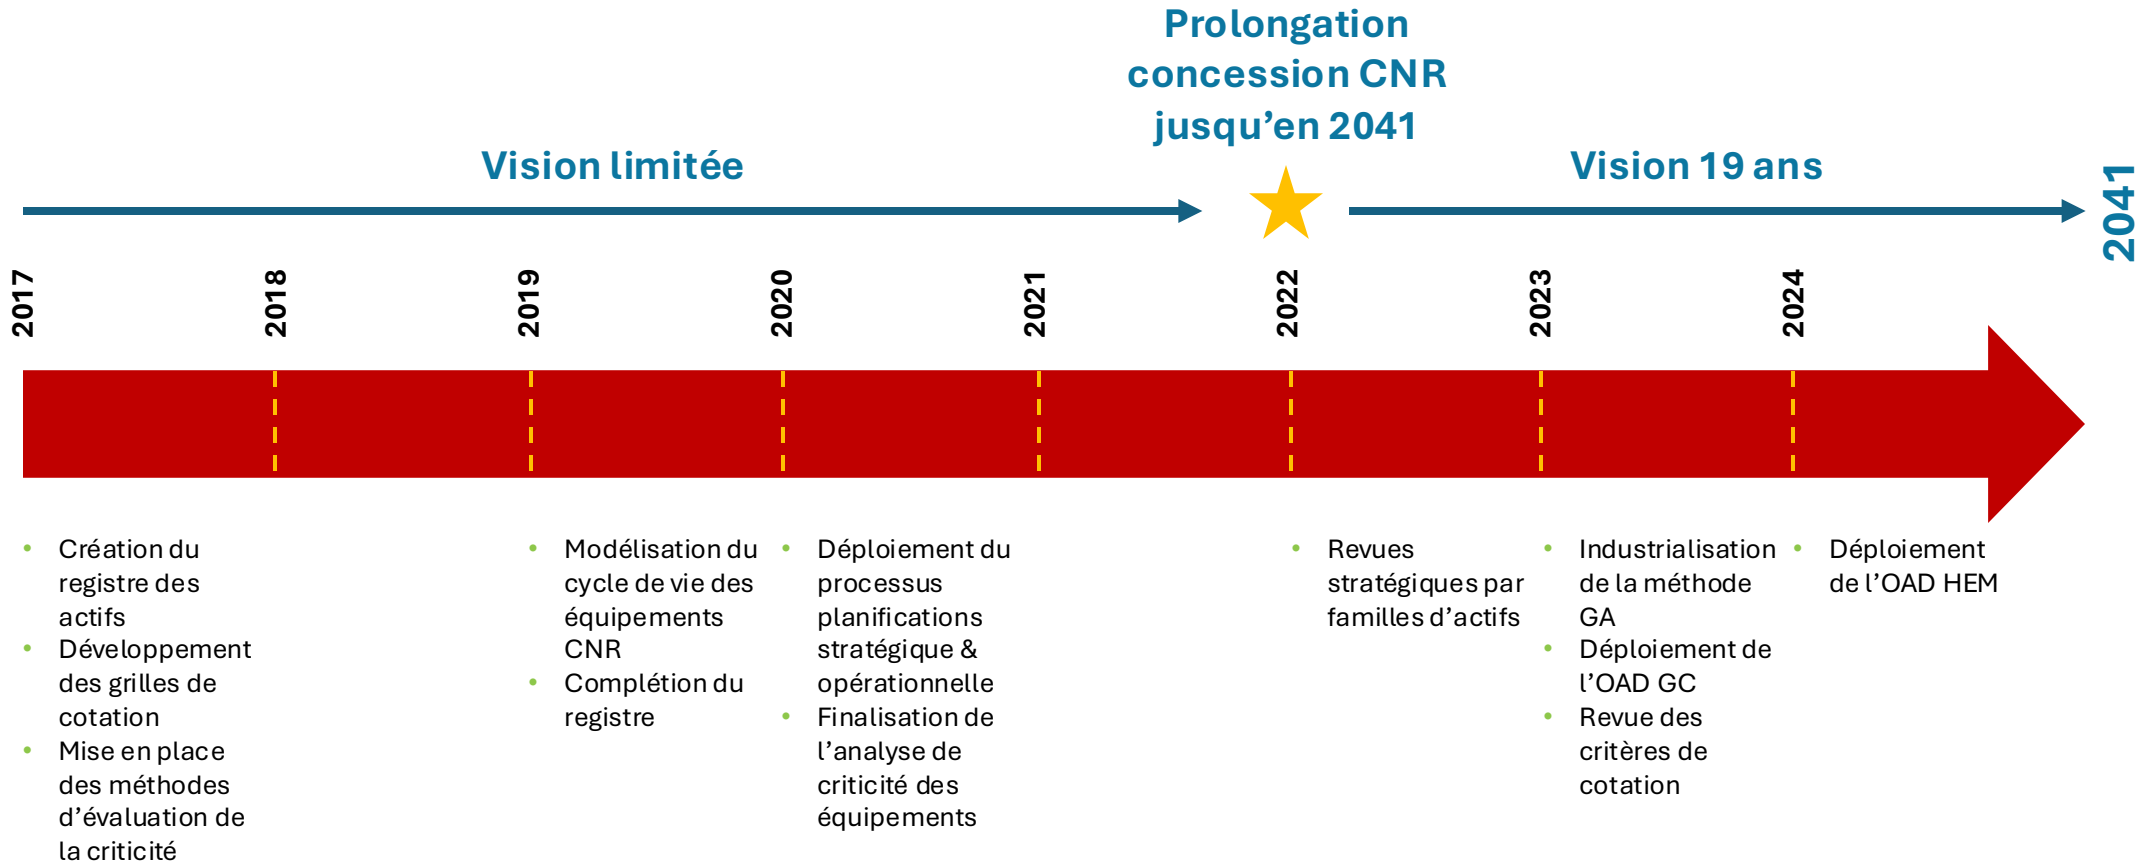 Prolongation
concession CNR
jusqu’en 2041
Vision limitée
Vision 19 ans
2041
2017
2018
2019
2020
2021
2022
2023
2024
• Création du
registre des
actifs
• Développement
des grilles de
cotation
• Mise en place
des méthodes
d’évaluation de
la criticité
• Modélisation du
cycle de vie des
équipements
CNR
• Complétion du
registre
• Déploiement du
processus
planifications
stratégique &
opérationnelle
• Finalisation de
l’analyse de
criticité des
équipements
• Revues
stratégiques par
familles d’actifs
• Industrialisation
de la méthode
GA
• Déploiement de
l’OAD GC
• Revue des
critères de
cotation
• Déploiement
de l’OAD HEM